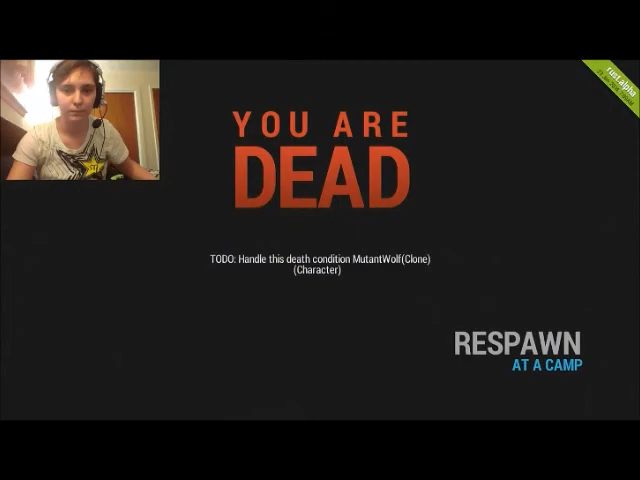 rust.alpha
YOU ARE
DEAD
TODO: Handle this death condition MutantWolf(Clone)
(Character)
RESPAWN
AT A CAMP